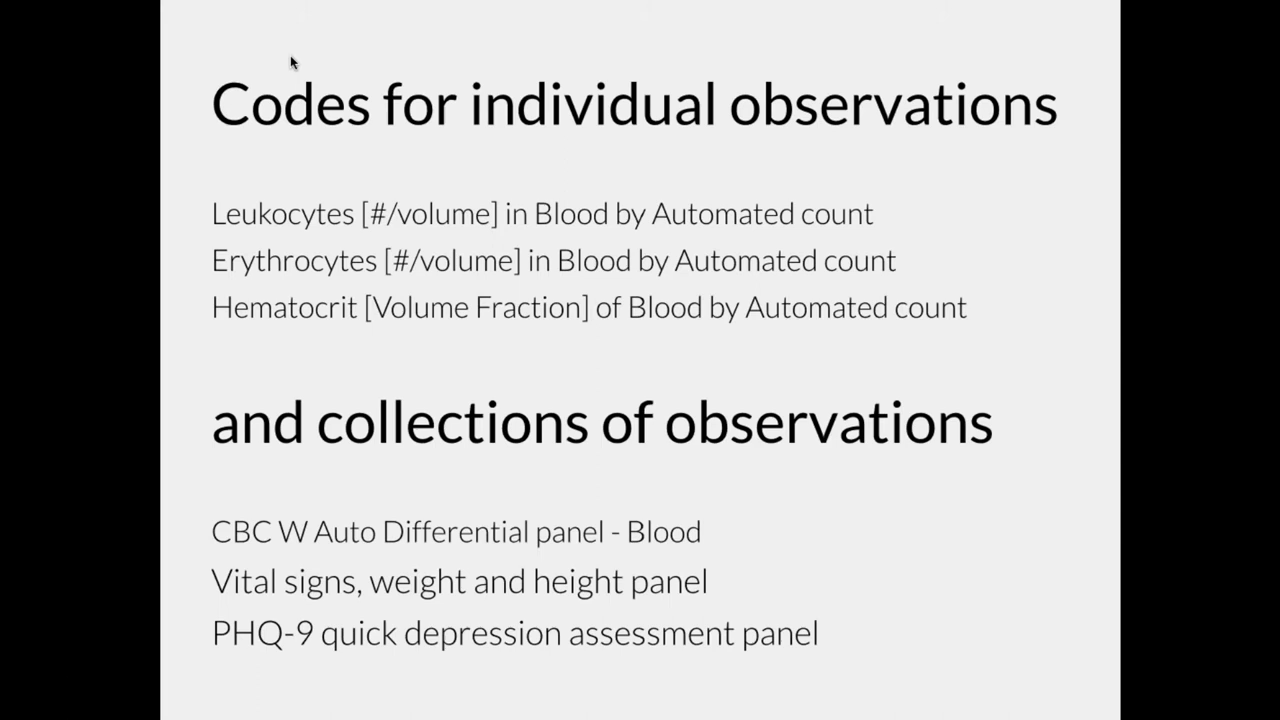 Codes for individual observations
Leukocytes [#/volume] in Blood by Automated count
Erythrocytes [#/volume] in Blood by Automated count
Hematocrit [Volume Fraction] of Blood by Automated count
and collections of observations
CBC W Auto Differential panel - Blood
Vital signs, weight and height panel
PHQ-9 quick depression assessment panel